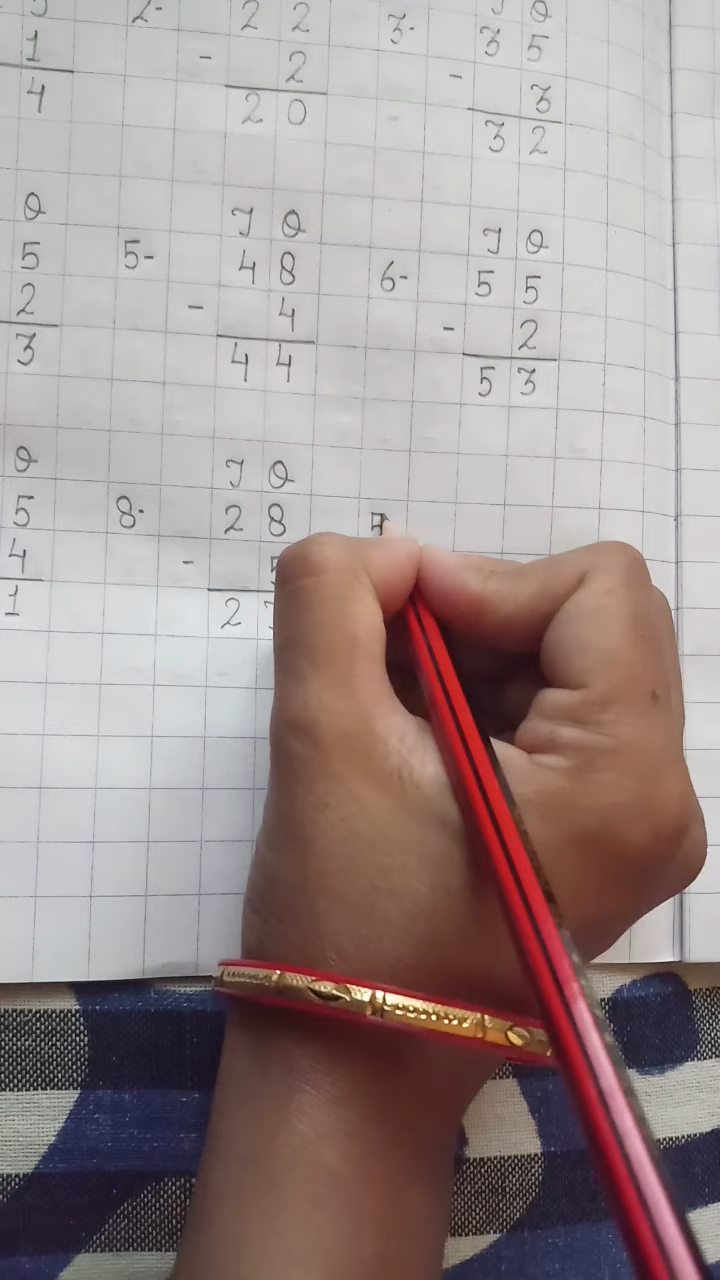 2- 2 2 3. 3 5
1 - 2 - 3
4 2 0 3 2
O T O T O
5 5- 4 8 6- 5 5
2 - 4 - 2
3 4 4 5 3
O T O
5 8. 2 8
4 -
1 2